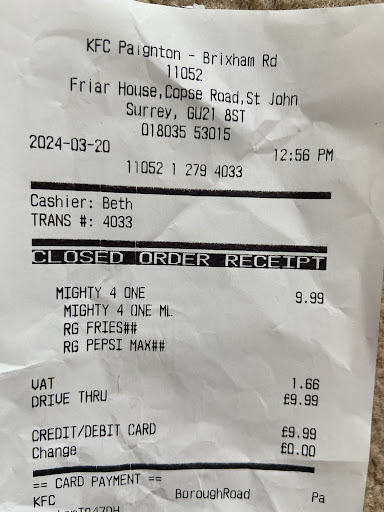 KFC Paignton - Brixham Rd
11052
Friar House,Copse Road,St John
Surrey, GU21 8ST
018035 53015
2024-03-20 12:56 PM
11052 1 279 4033
Cashier: Beth
TRANS #: 4033
CLOSED ORDER RECEIPT
MIGHTY 4 ONE 9.99
MIGHTY 4 ONE ML
RG FRIES##
RG PEPSI MAX##
VAT 1.66
DRIVE THRU £9.99
CREDIT/DEBIT CARD £9.99
Change £0.00
== CARD PAYMENT ==
KFC BoroughRoad Pa